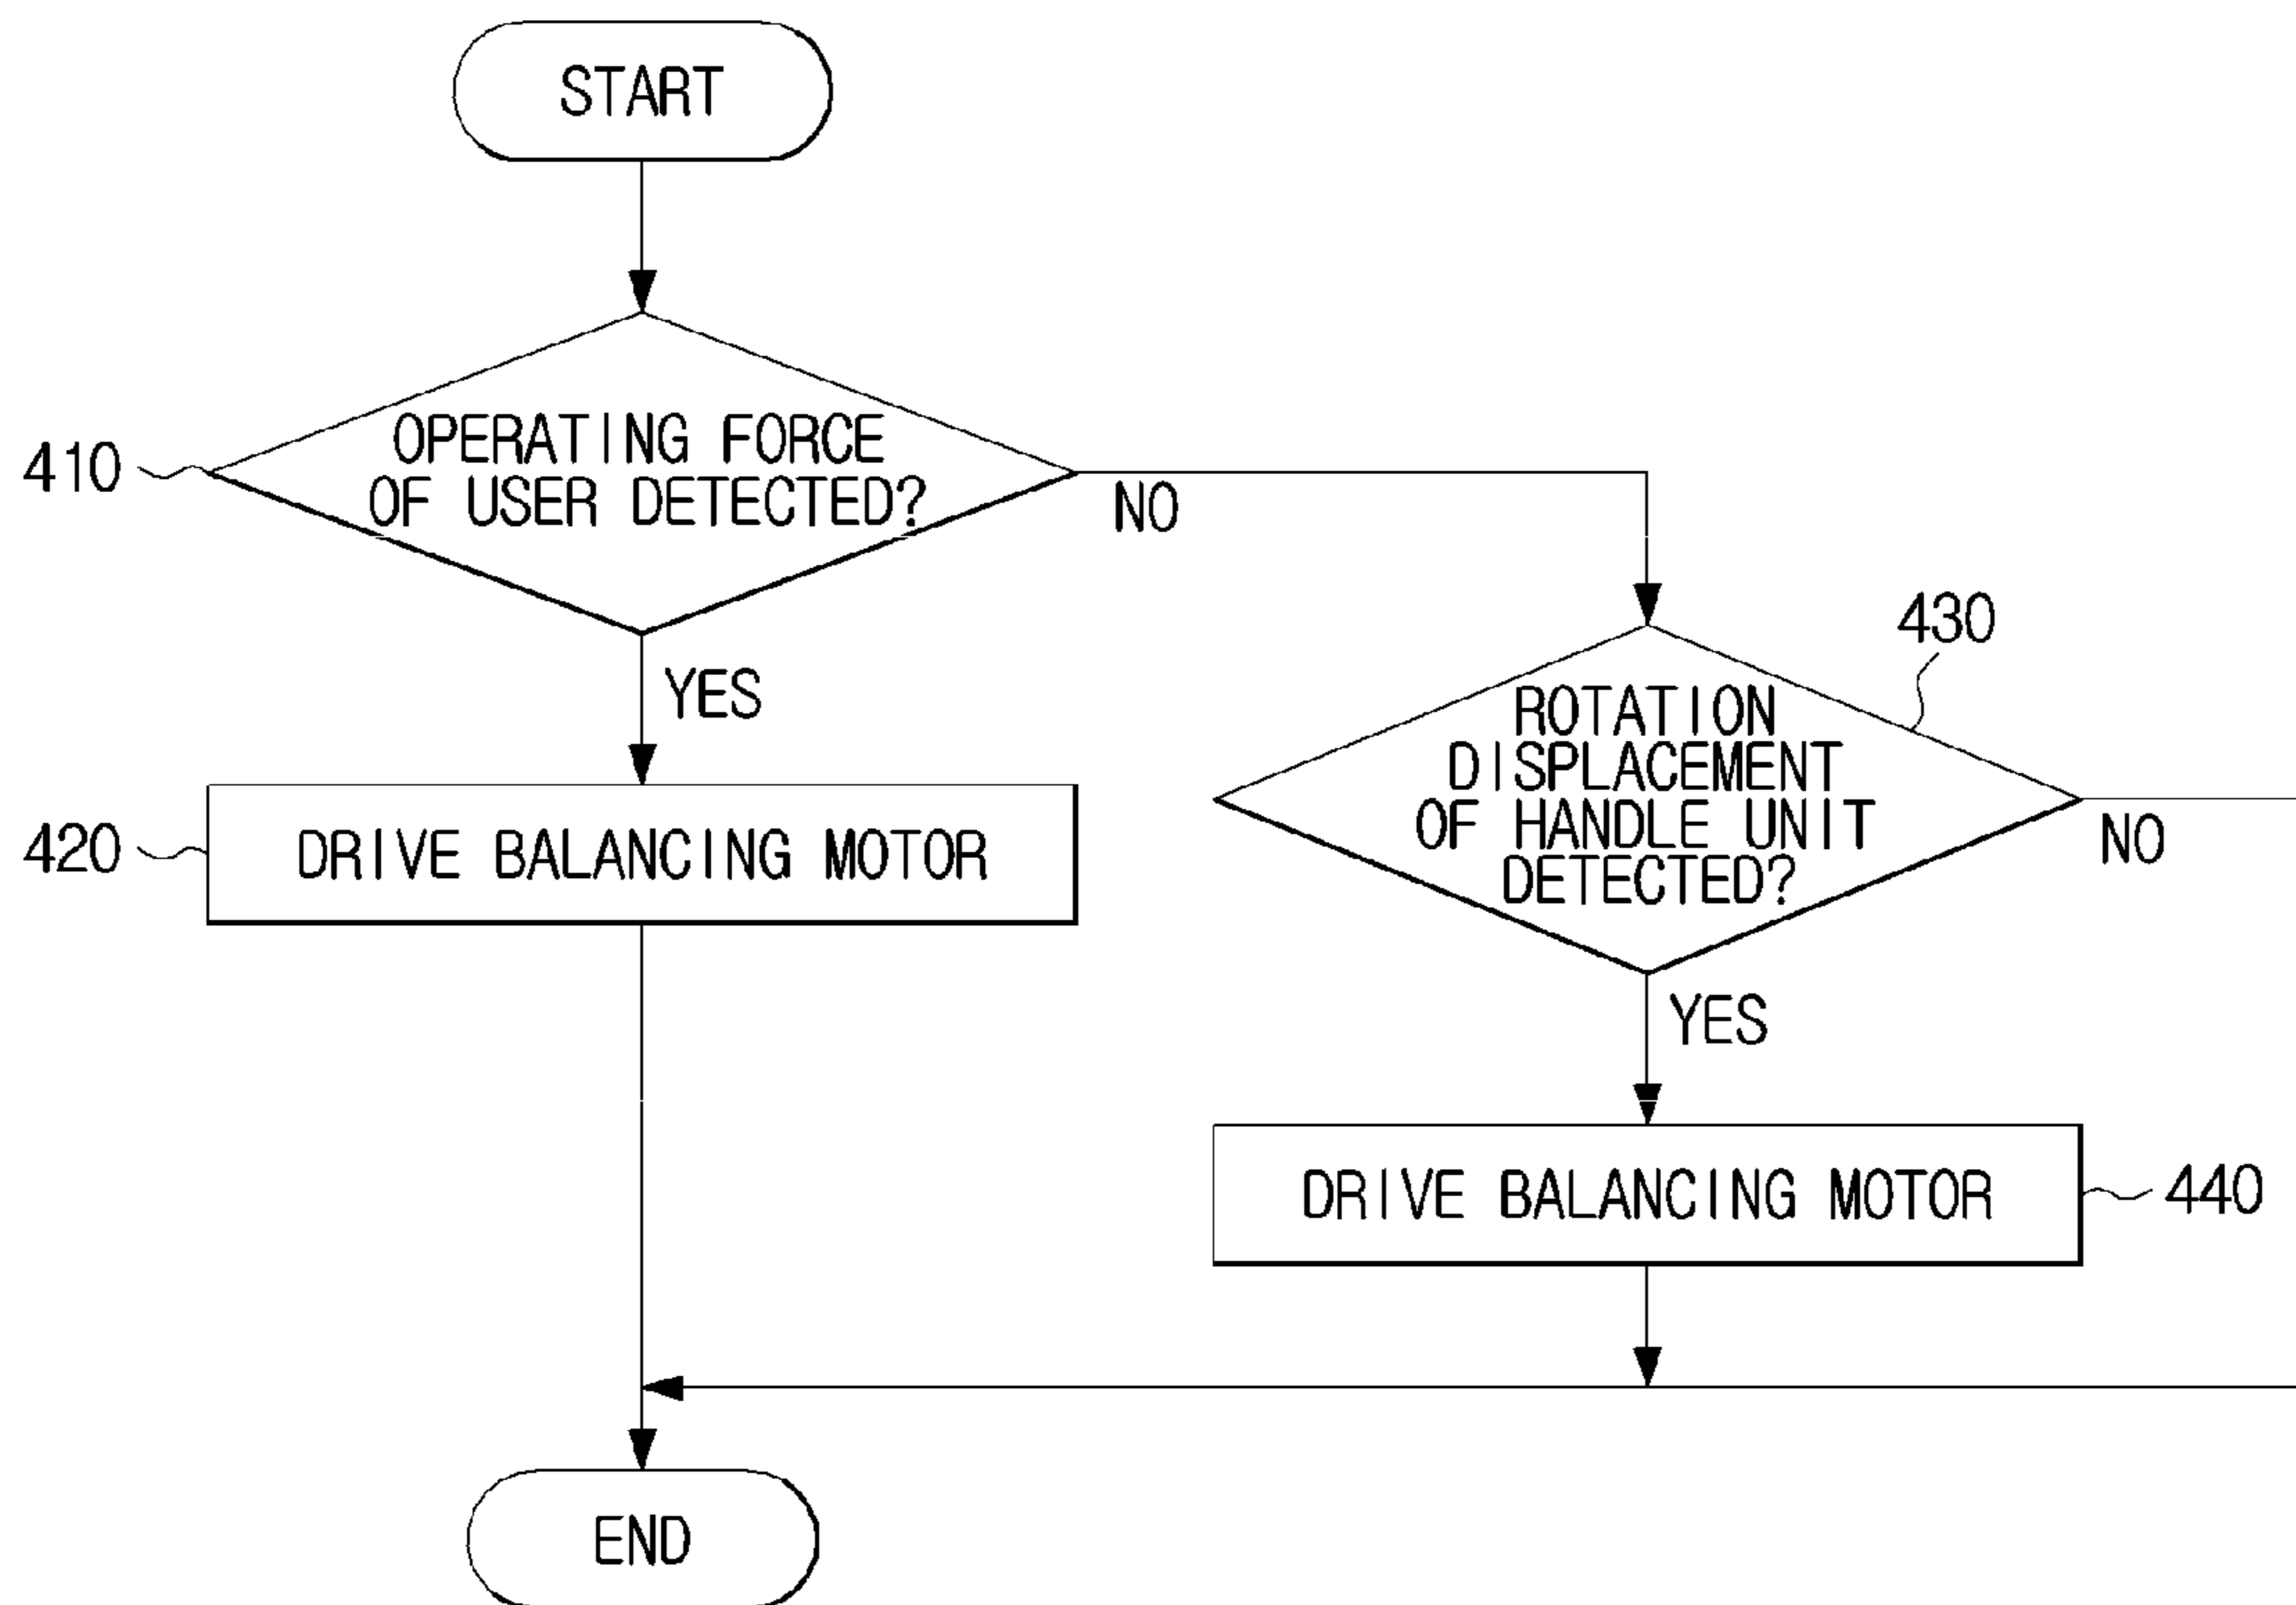 START
410
OPERATING FORCE
OF USER DETECTED?
NO
YES
430
ROTATION
DISPLACEMENT
OF HANDLE UNIT
DETECTED?
NO
420
DRIVE BALANCING MOTOR
YES
DRIVE BALANCING MOTOR
440
END